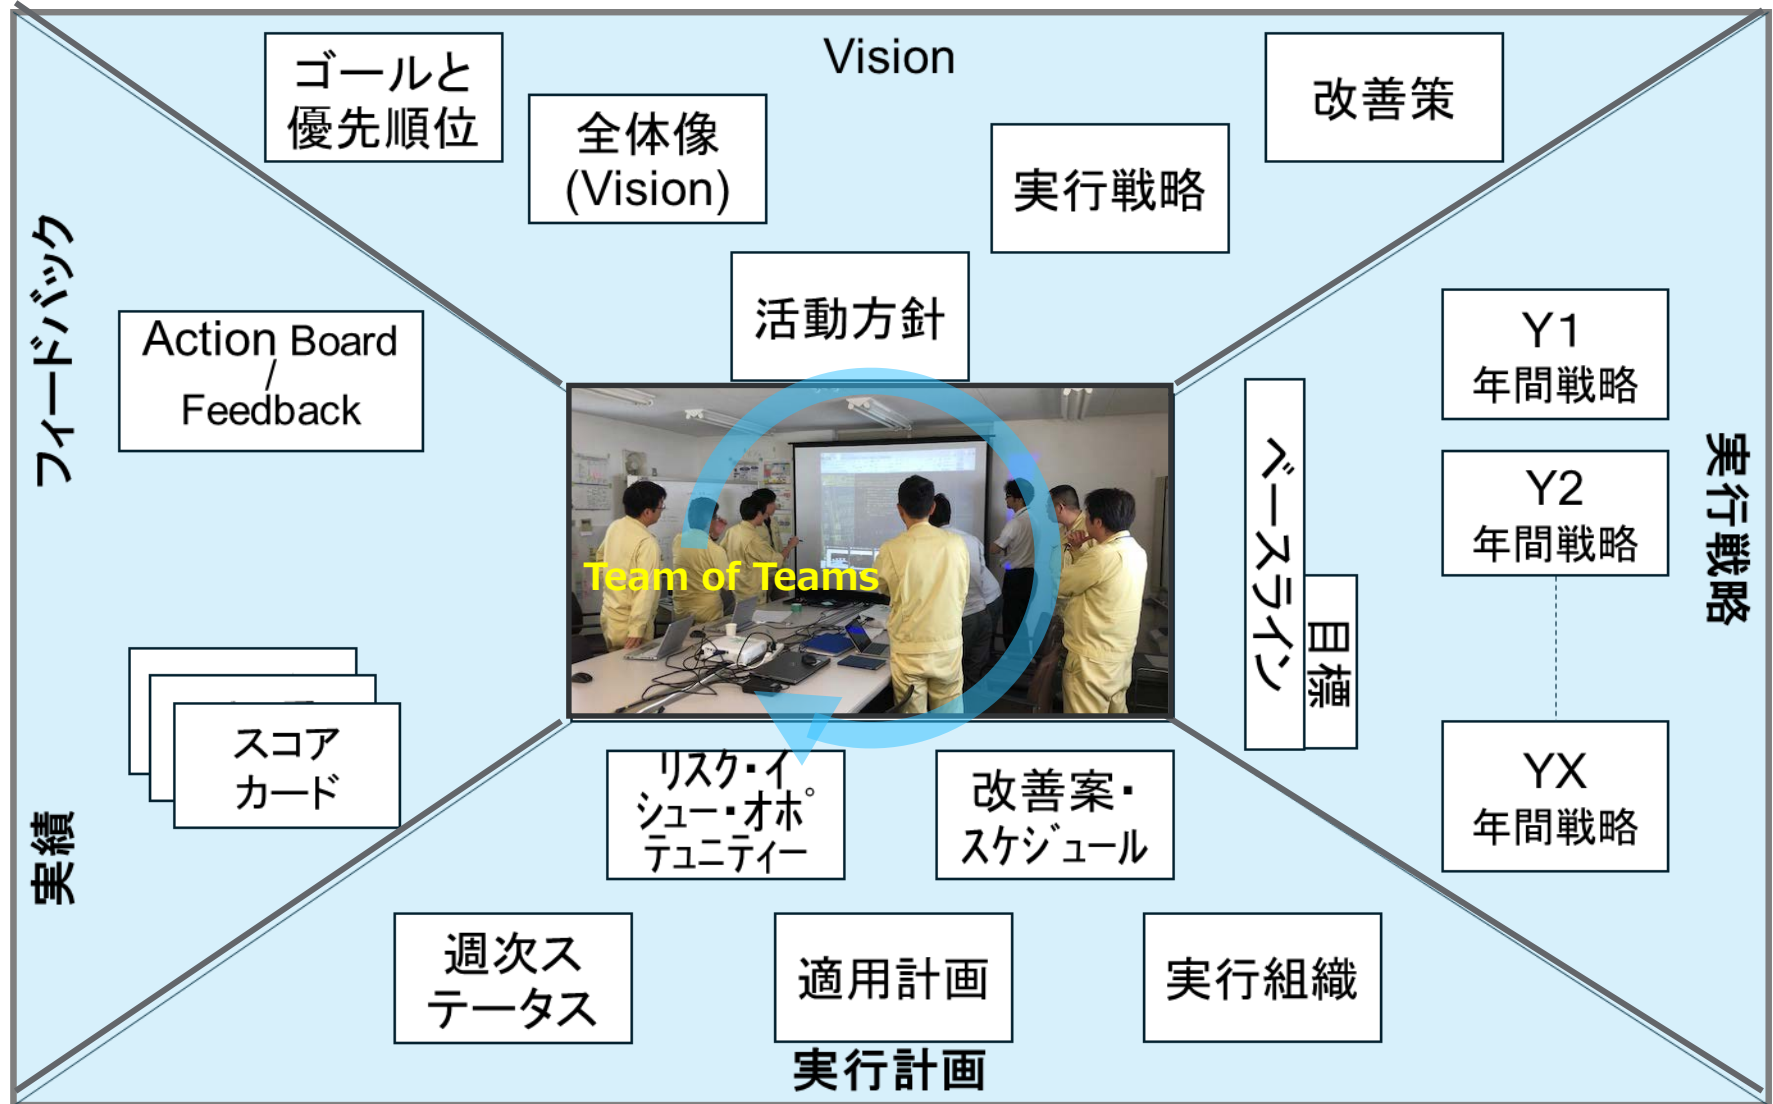 Vision
ゴールと
優先順位
全体像
(Vision)
実行戦略
改善策
活動方針
フィードバック
Action Board
/
Feedback
実績
スコア
カード
Team of Teams
ベースライン
目標
Y1
年間戦略
Y2
年間戦略
YX
年間戦略
実行戦略
リスク・イ
シュー・オポ
テュニティー
改善案・
スケジュール
週次ス
テータス
適用計画
実行組織
実行計画